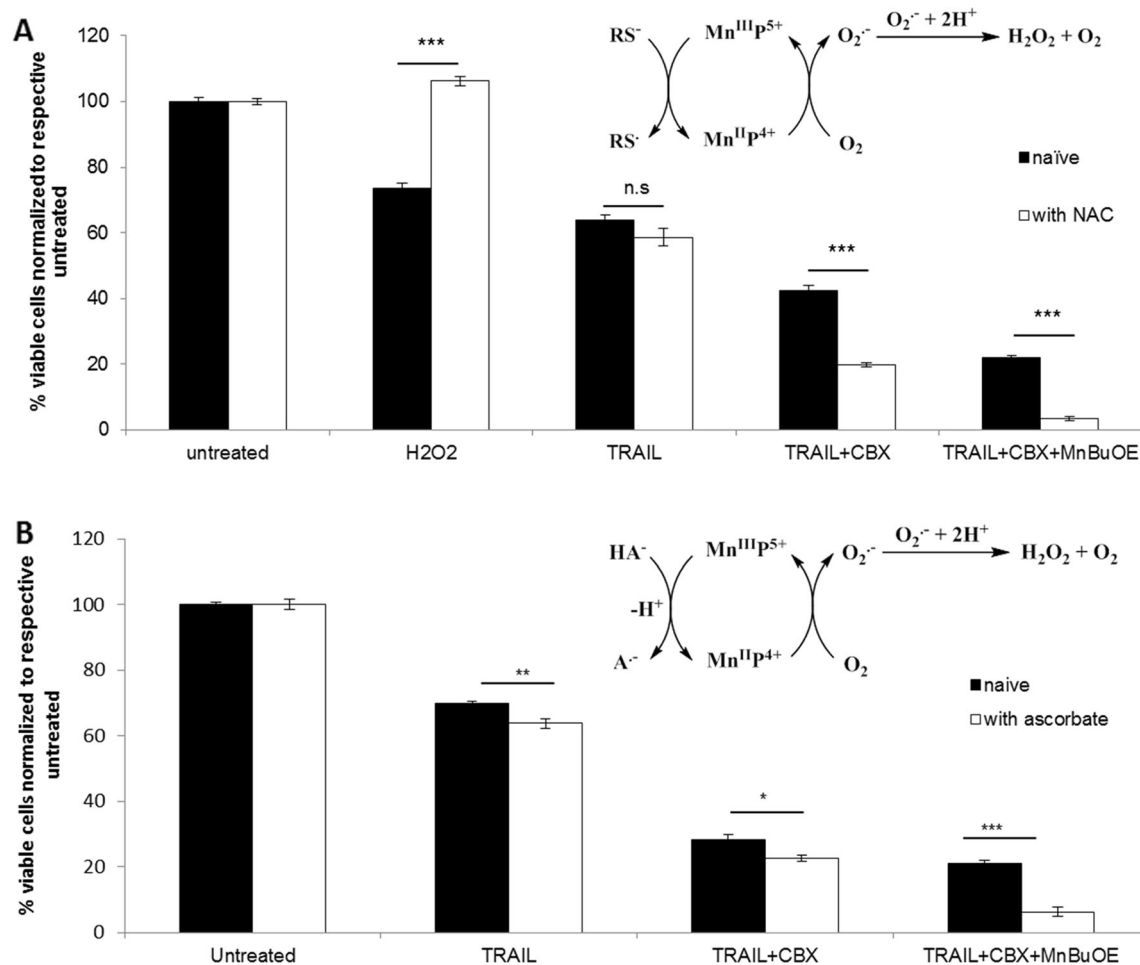 A
120
100
80
60
40
20
0
% viable cells normalized to respective
untreated
***
n.s
***
***
RS⁻
MnᴵᴵᴵP⁵⁺
O₂·⁻
O₂·⁻ + 2H⁺
H₂O₂ + O₂
RS·
MnᴵᴵP⁴⁺
O₂
naïve
with NAC
untreated
H2O2
TRAIL
TRAIL+CBX
TRAIL+CBX+MnBuOE
B
120
100
80
60
40
20
0
% viable cells normalized to respective
untreated
**
*
***
HA⁻
MnᴵᴵᴵP⁵⁺
O₂·⁻
O₂·⁻ + 2H⁺
H₂O₂ + O₂
-H⁺
A·⁻
MnᴵᴵP⁴⁺
O₂
naive
with ascorbate
Untreated
TRAIL
TRAIL+CBX
TRAIL+CBX+MnBuOE